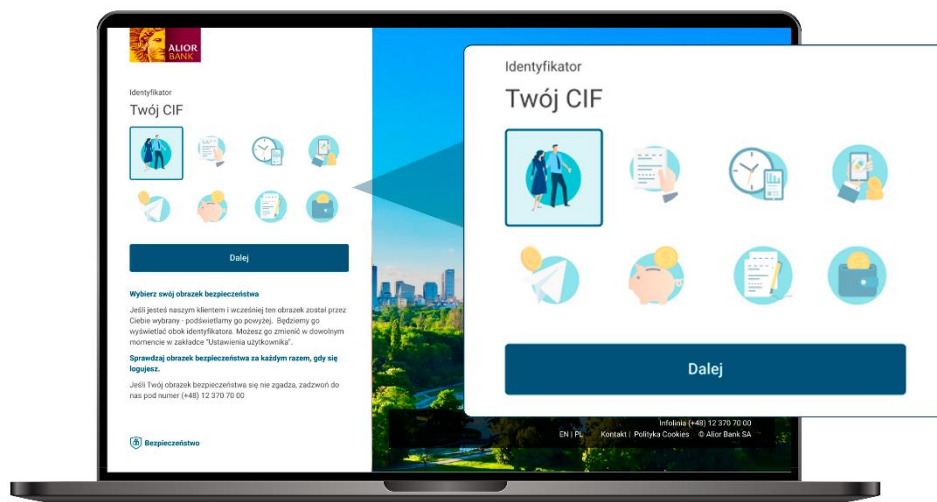 ALIOR
BANK
Identyfikator
Twój CIF
Dalej
Wybierz swój obrazek bezpieczeństwa
Jeśli jesteś naszym klientem i wcześniej ten obrazek został przez
Ciebie wybrany - podświetlamy go powyżej. Będziemy go
wyświetlać obok identyfikatora. Możesz go zmienić w dowolnym
momencie w zakładce "Ustawienia użytkownika".
Sprawdzaj obrazek bezpieczeństwa za każdym razem, gdy się
logujesz.
Jeśli Twój obrazek bezpieczeństwa się nie zgadza, zadzwoń do
nas pod numer (+48) 12 370 70 00
Bezpieczeństwo
Identyfikator
Twój CIF
Dalej
Infolinia (+48) 12 370 70 00
EN | PL Kontakt | Polityka Cookies © Alior Bank SA